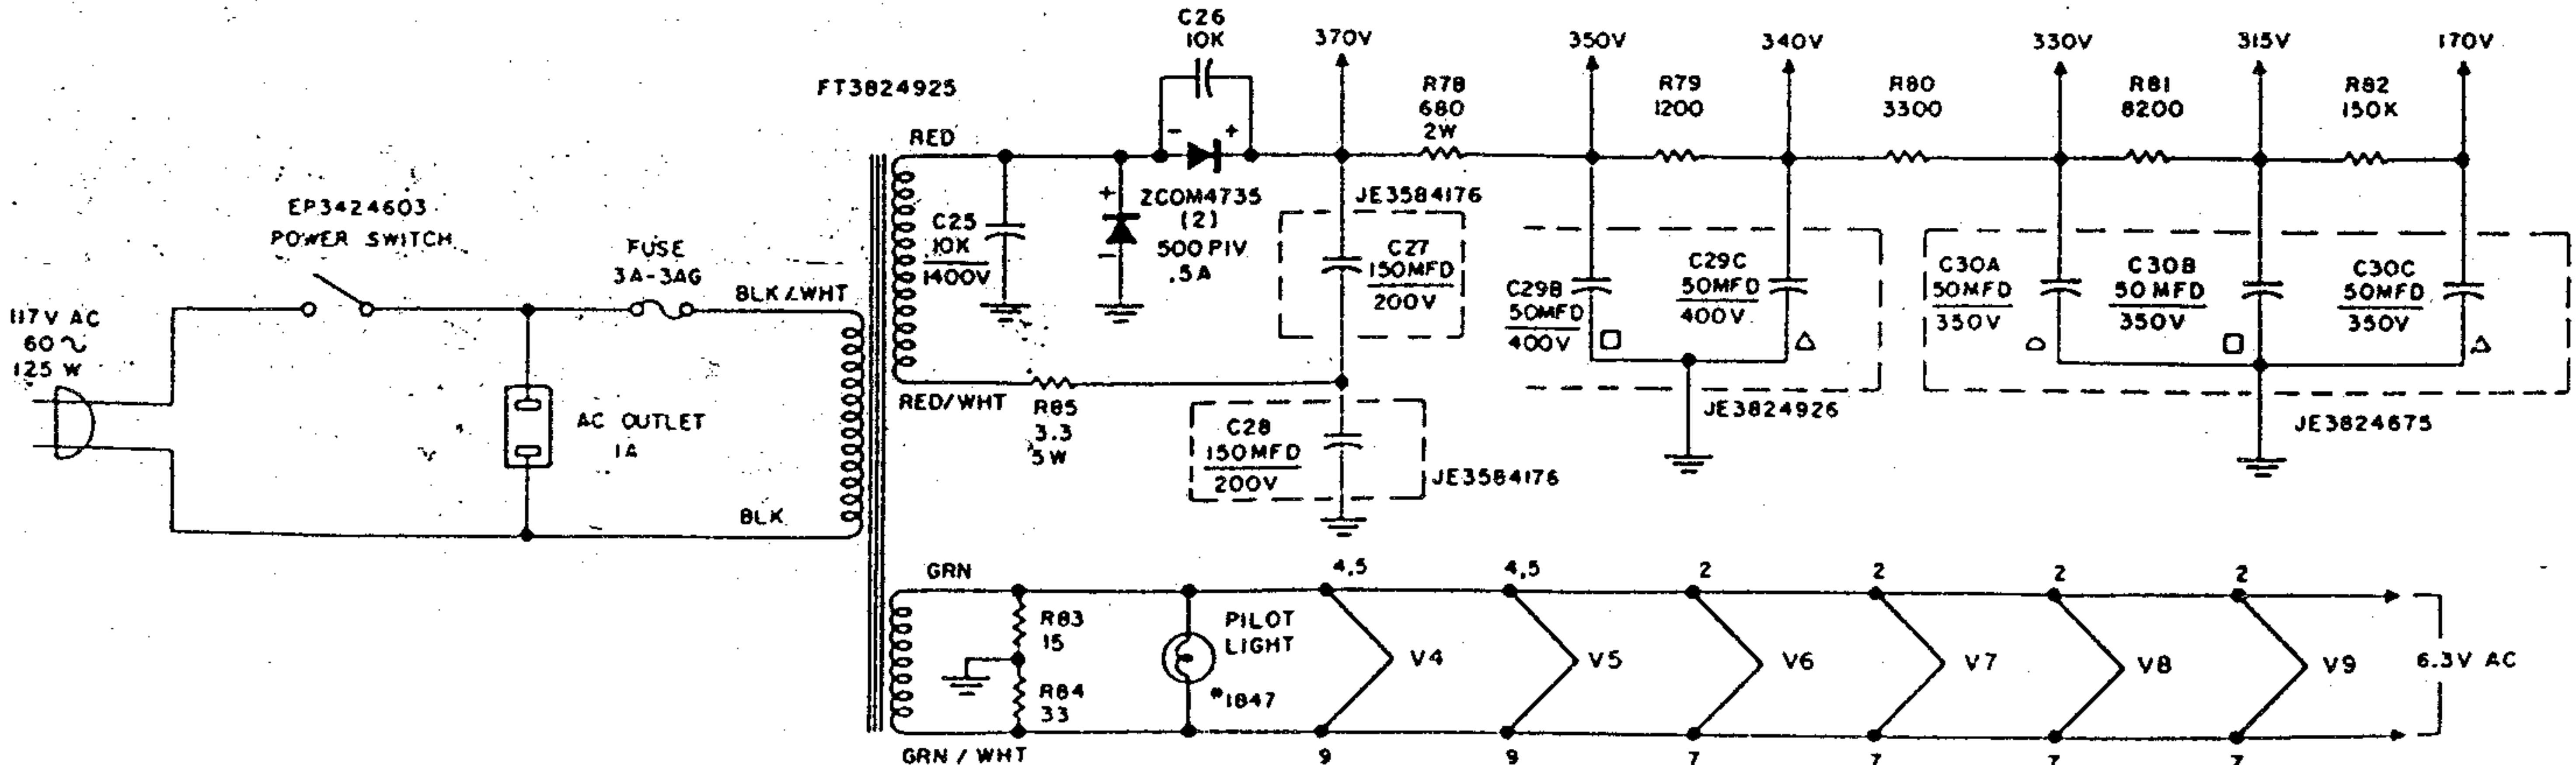 C26
10K
370V
350V
340V
330V
315V
170V
FT3824925
R78
680
2W
R79
1200
R80
3300
R81
8200
R82
150K
RED
- +
EP3424603
POWER SWITCH
FUSE
3A-3AG
BLK/WHT
C25
10K
1400V
+
-
ZCOM4735
(2)
500 PIV
.5A
JE3584176
C27
150MFD
200V
C29B
50MFD
400V
C29C
50MFD
400V
C30A
50MFD
350V
C30B
50MFD
350V
C30C
50MFD
350V
117V AC
60 ~
125 W
AC OUTLET
1A
RED/WHT
R85
3.3
5W
C28
150MFD
200V
JE3584176
JE3824926
JE3824675
BLK
GRN
4,5
4,5
2
2
2
2
R83
15
R84
33
PILOT
LIGHT
*1847
V4
V5
V6
V7
V8
V9
6.3V AC
GRN / WHT
9
9
7
7
7
7